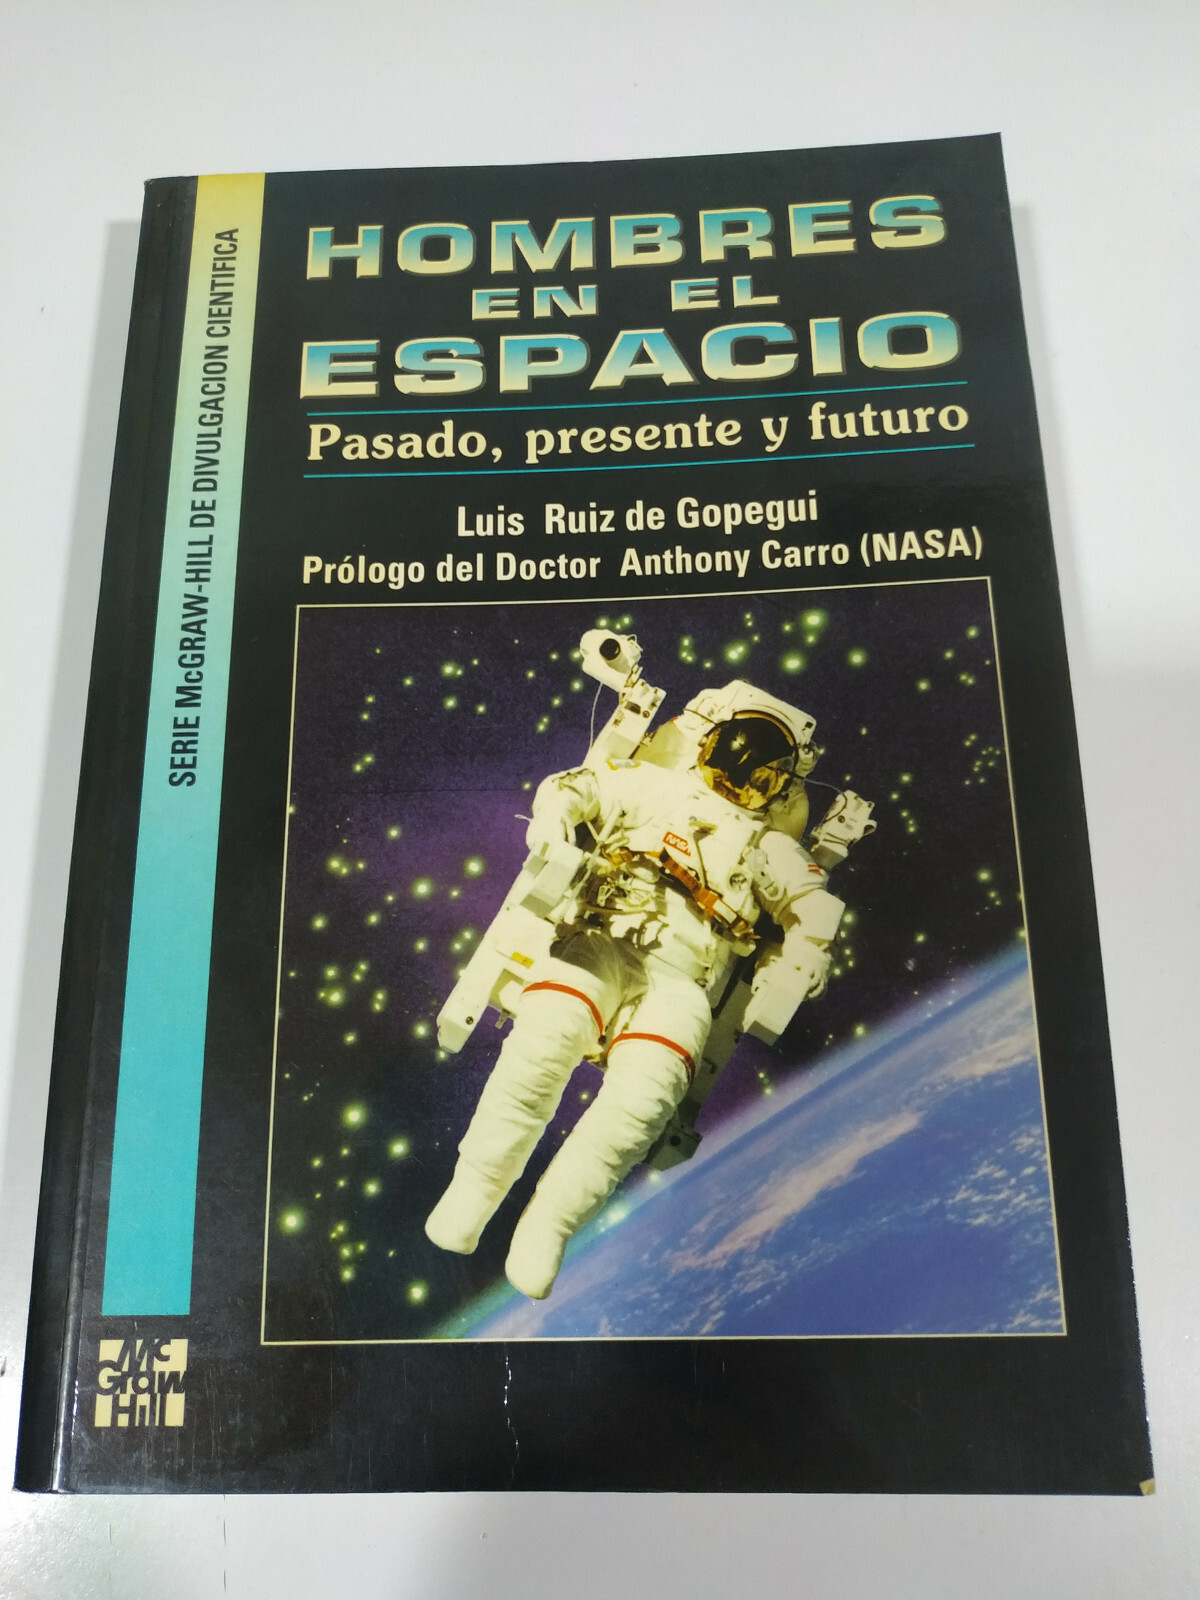 HOMBRES
EN EL
ESPACIO
Pasado, presente y futuro
Luis Ruiz de Gopegui
Prólogo del Doctor Anthony Carro (NASA)
SERIE McGRAW-HILL DE DIVULGACION CIENTIFICA
NASA
Mc
Graw
Hill